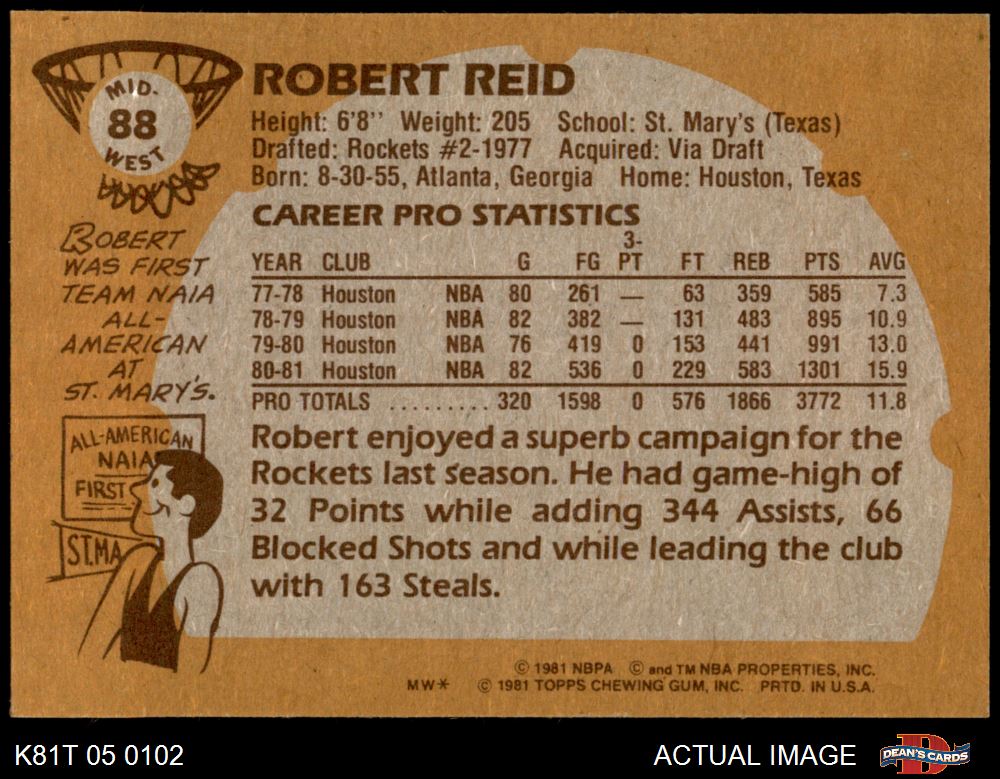 MID-
88
WEST
ROBERT REID
Height: 6'8'' Weight: 205 School: St. Mary's (Texas)
Drafted: Rockets #2-1977 Acquired: Via Draft
Born: 8-30-55, Atlanta, Georgia Home: Houston, Texas
CAREER PRO STATISTICS
YEAR CLUB G FG 3-PT FT REB PTS AVG
77-78 Houston NBA 80 261 — 63 359 585 7.3
78-79 Houston NBA 82 382 — 131 483 895 10.9
79-80 Houston NBA 76 419 0 153 441 991 13.0
80-81 Houston NBA 82 536 0 229 583 1301 15.9
PRO TOTALS ......... 320 1598 0 576 1866 3772 11.8
ROBERT
WAS FIRST
TEAM NAIA
ALL-
AMERICAN
AT
ST. MARY'S.
ALL-AMERICAN
NAIA
FIRST
ST.MA
Robert enjoyed a superb campaign for the
Rockets last season. He had game-high of
32 Points while adding 344 Assists, 66
Blocked Shots and while leading the club
with 163 Steals.
© 1981 NBPA © and TM NBA PROPERTIES, INC.
MW* © 1981 TOPPS CHEWING GUM, INC. PRTD. IN U.S.A.
K81T 05 0102 ACTUAL IMAGE DEAN'S CARDS